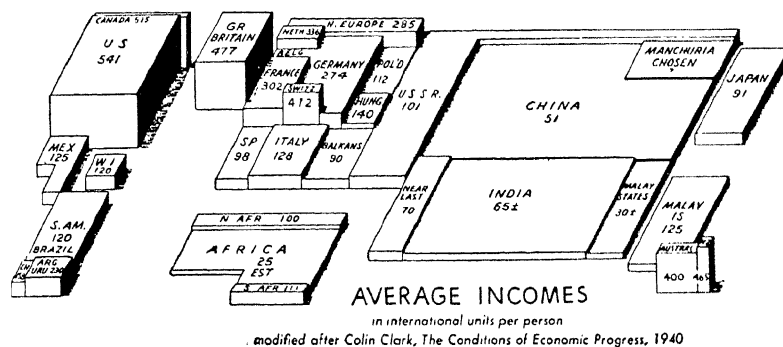 CANADA 515
U S
541
GR
BRITAIN
477
N. EUROPE 285
NETH 336
BELG
FRANCE
302
GERMANY
274
SWITZ
412
POL'D
112
HUNG
140
U.S.S.R.
101
CHINA
51
MANCHURIA
CHOSEN
JAPAN
91
MEX
125
W I
120
SP
98
ITALY
128
BALKANS
90
NEAR
EAST
70
INDIA
65±
MALAY
STATES
30±
MALAY
IS
125
S. AM.
120
BRAZIL
ARG
URU 230
N AFR 100
AFRICA
25
EST
S AFR 111
AUSTRAL
400
AVERAGE INCOMES
in international units per person
modified after Colin Clark, The Conditions of Economic Progress, 1940